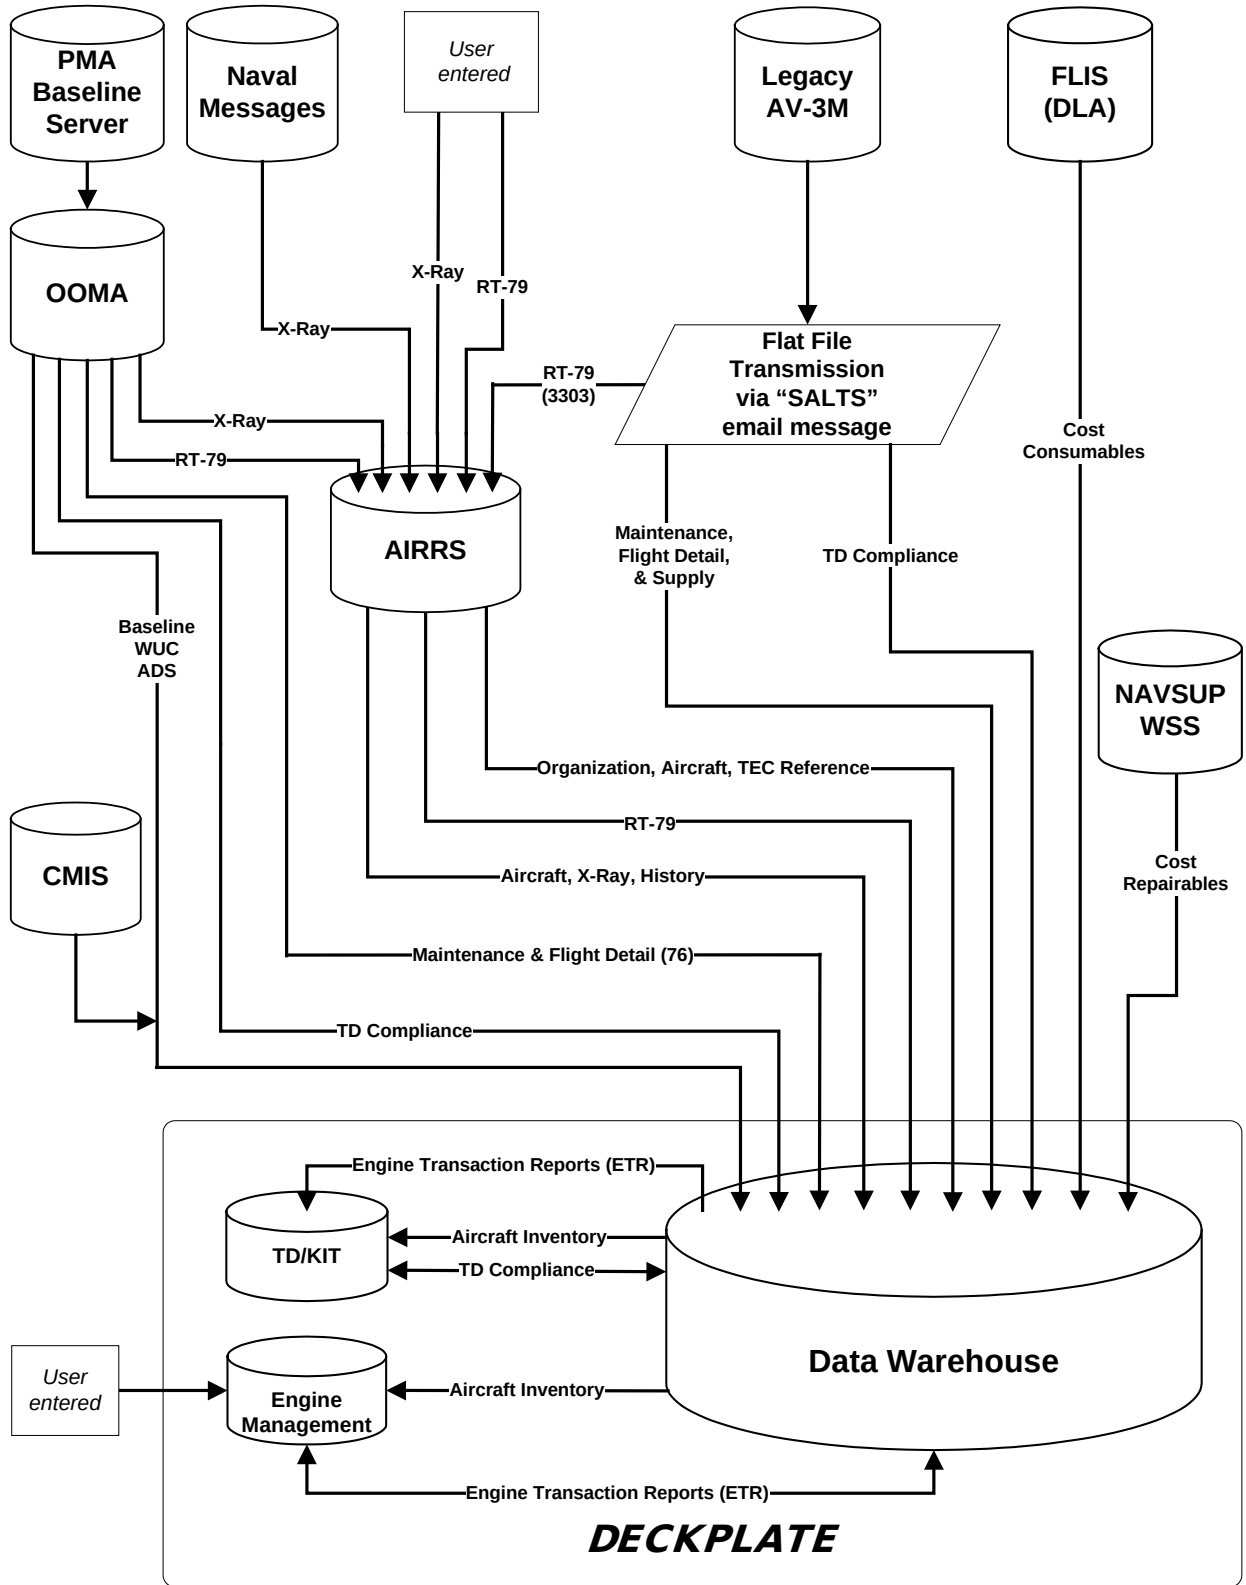 PMA
Baseline
Server
Naval
Messages
User
entered
Legacy
AV-3M
FLIS
(DLA)
OOMA
X-Ray
RT-79
X-Ray
Flat File
Transmission
via “SALTS”
email message
RT-79
(3303)
X-Ray
RT-79
Cost
Consumables
AIRRS
Maintenance,
Flight Detail,
& Supply
TD Compliance
Baseline
WUC
ADS
NAVSUP
WSS
Organization, Aircraft, TEC Reference
RT-79
CMIS
Aircraft, X-Ray, History
Cost
Repairables
Maintenance & Flight Detail (76)
TD Compliance
Engine Transaction Reports (ETR)
TD/KIT
Aircraft Inventory
TD Compliance
Data Warehouse
User
entered
Engine
Management
Aircraft Inventory
Engine Transaction Reports (ETR)
DECKPLATE